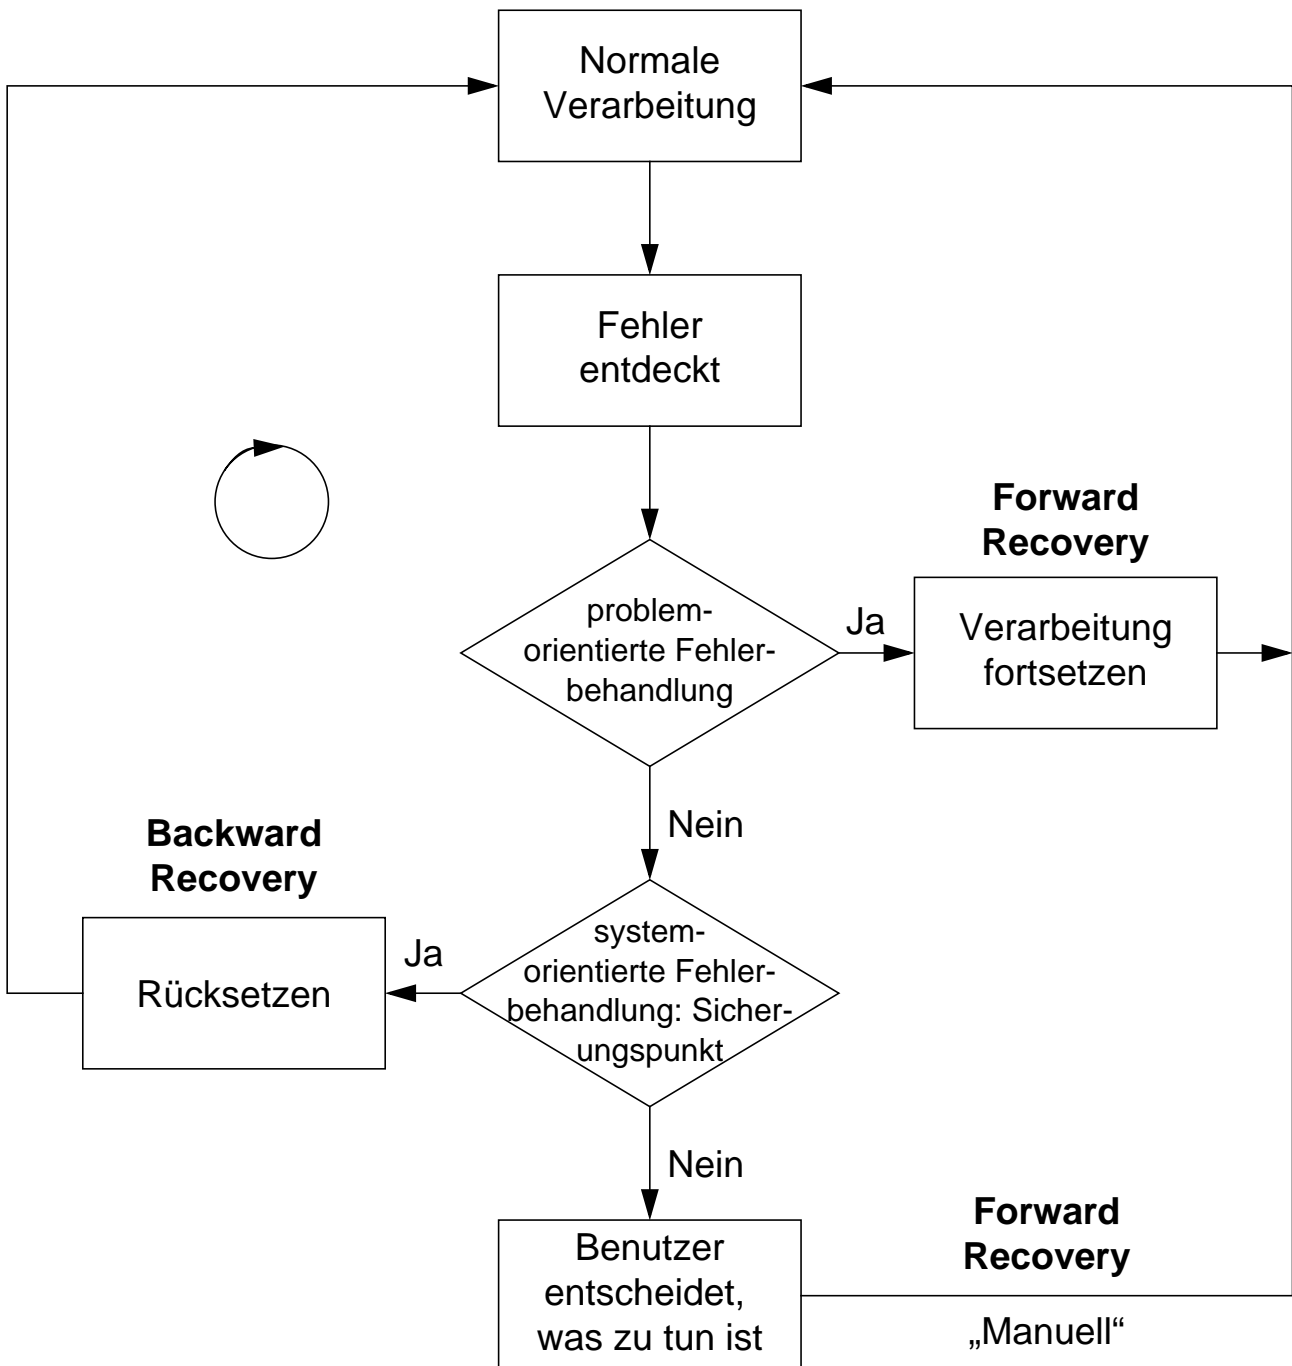 Normale
Verarbeitung
Fehler
entdeckt
Forward
Recovery
problem-
orientierte Fehler-
behandlung
Ja
Verarbeitung
fortsetzen
Nein
Backward
Recovery
Rücksetzen
Ja
system-
orientierte Fehler-
behandlung: Sicher-
ungspunkt
Nein
Benutzer
entscheidet,
was zu tun ist
Forward
Recovery
„Manuell“